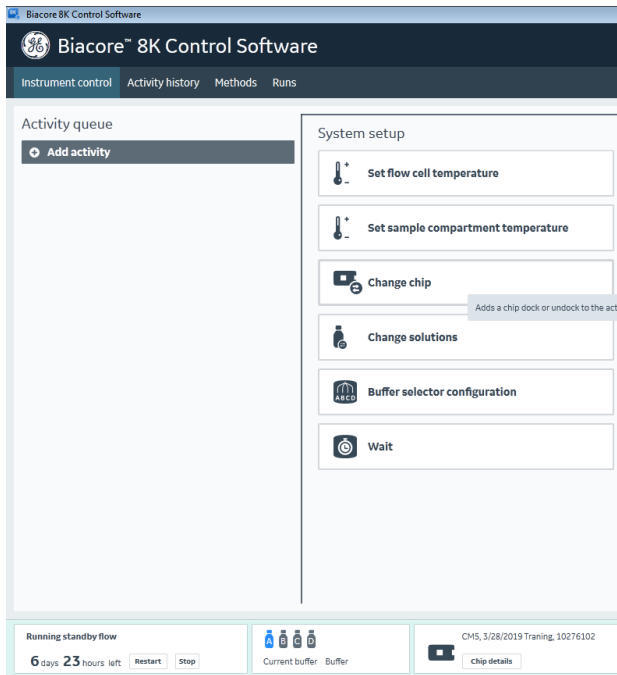 Biacore 8K Control Software
Biacore™ 8K Control Software
Instrument control Activity history Methods Runs
Activity queue
Add activity
System setup
Set flow cell temperature
Set sample compartment temperature
Change chip
Adds a chip dock or undock to the act
Change solutions
A B C D
Buffer selector configuration
Wait
Running standby flow
6 days 23 hours left Restart Stop
A B C D
Current buffer Buffer
CM5, 3/28/2019 Traning, 10276102
Chip details